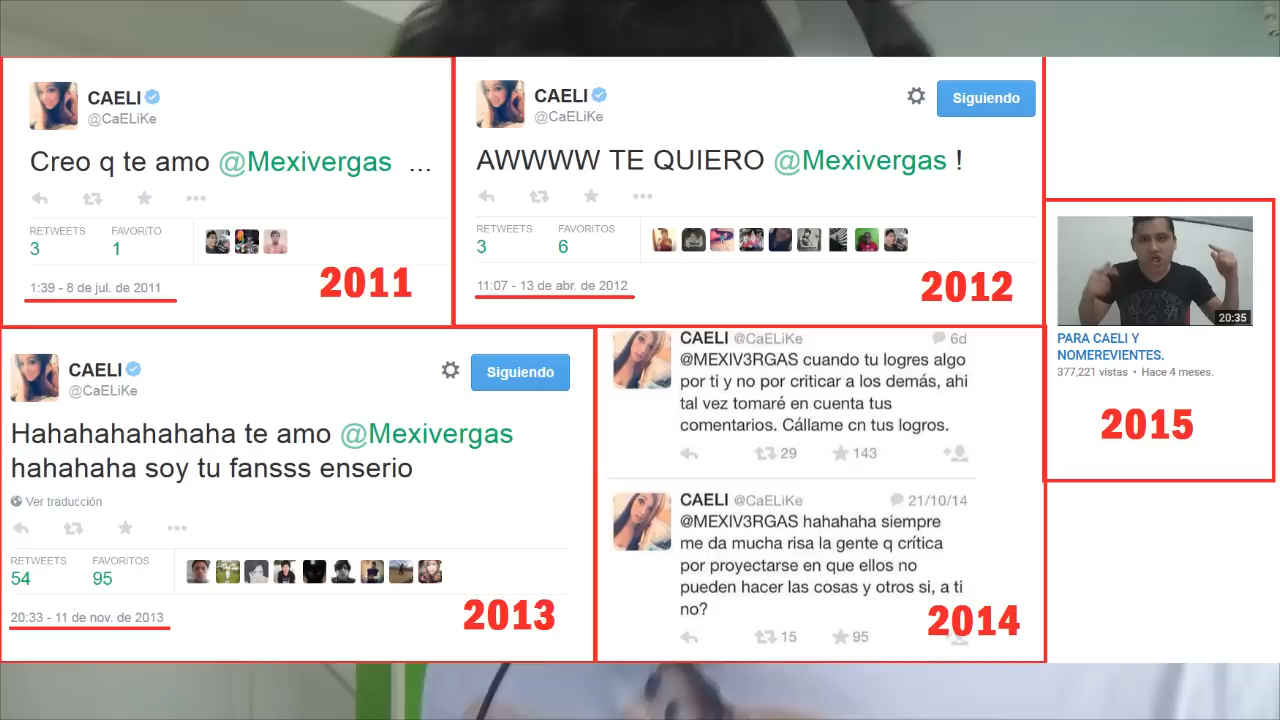 CAELI
@CaELiKe
Creo q te amo @Mexivergas ...
RETWEETS FAVORITO
3 1
1:39 - 8 de jul. de 2011
2011
CAELI
@CaELiKe
Siguiendo
AWWWW TE QUIERO @Mexivergas !
RETWEETS FAVORITOS
3 6
11:07 - 13 de abr. de 2012
2012
CAELI
@CaELiKe
Siguiendo
Hahahahahahaha te amo @Mexivergas
hahahaha soy tu fansss enserio
Ver traducción
RETWEETS FAVORITOS
54 95
20:33 - 11 de nov. de 2013
2013
CAELI @CaELiKe 6d
@MEXIV3RGAS cuando tu logres algo
por ti y no por criticar a los demás, ahi
tal vez tomaré en cuenta tus
comentarios. Cállame cn tus logros.
29 143
CAELI @CaELiKe 21/10/14
@MEXIV3RGAS hahahaha siempre
me da mucha risa la gente q crítica
por proyectarse en que ellos no
pueden hacer las cosas y otros si, a ti
no?
15 95
2014
20:35
PARA CAELI Y
NOMEREVIENTES.
377,221 vistas • Hace 4 meses.
2015